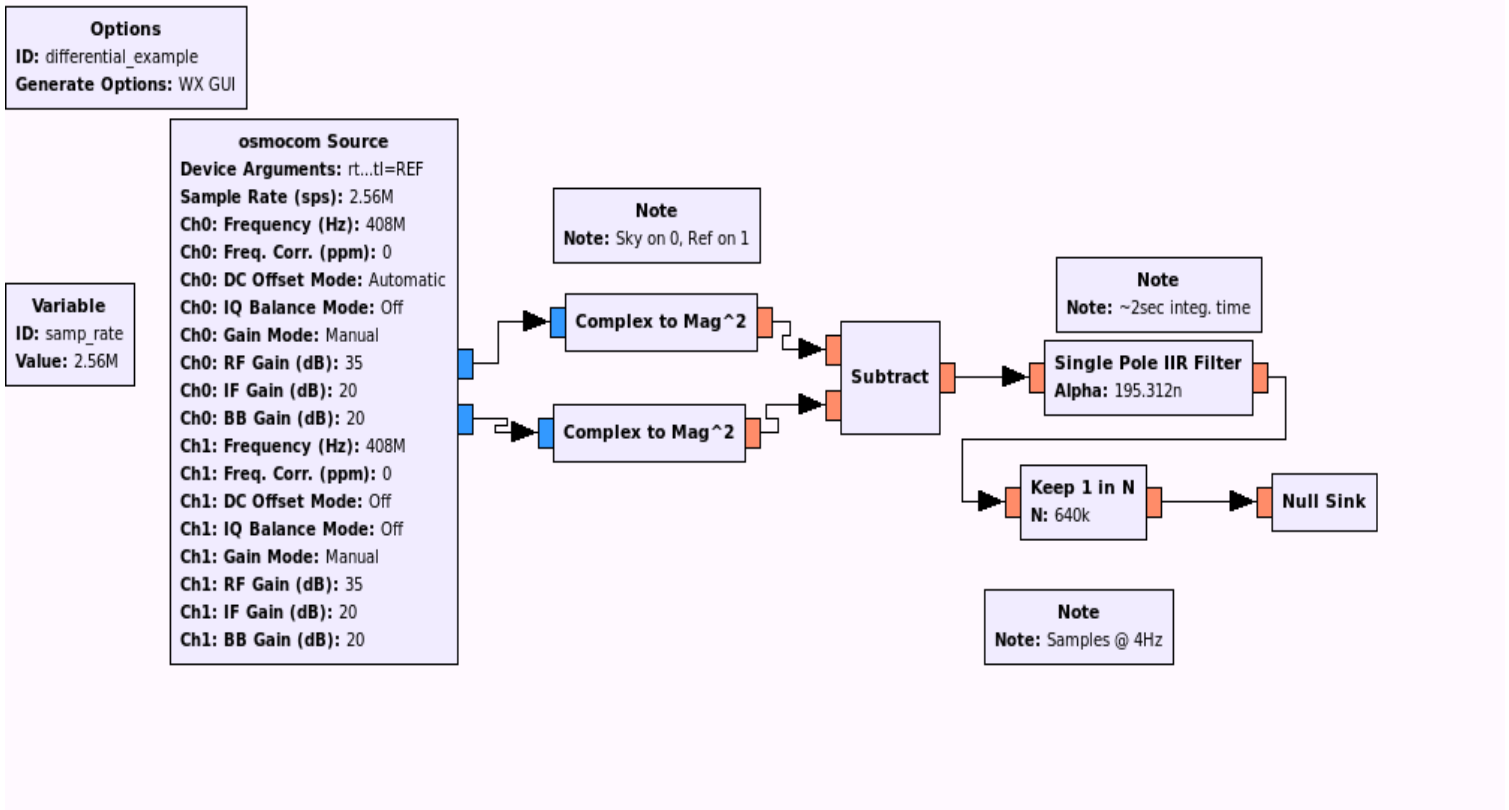 Options
ID: differential_example
Generate Options: WX GUI
osmocom Source
Device Arguments: rt...tl=REF
Sample Rate (sps): 2.56M
Ch0: Frequency (Hz): 408M
Ch0: Freq. Corr. (ppm): 0
Ch0: DC Offset Mode: Automatic
Ch0: IQ Balance Mode: Off
Ch0: Gain Mode: Manual
Ch0: RF Gain (dB): 35
Ch0: IF Gain (dB): 20
Ch0: BB Gain (dB): 20
Ch1: Frequency (Hz): 408M
Ch1: Freq. Corr. (ppm): 0
Ch1: DC Offset Mode: Off
Ch1: IQ Balance Mode: Off
Ch1: Gain Mode: Manual
Ch1: RF Gain (dB): 35
Ch1: IF Gain (dB): 20
Ch1: BB Gain (dB): 20
Variable
ID: samp_rate
Value: 2.56M
Note
Note: Sky on 0, Ref on 1
Complex to Mag^2
Complex to Mag^2
Subtract
Note
Note: ~2sec integ. time
Single Pole IIR Filter
Alpha: 195.312n
Keep 1 in N
N: 640k
Null Sink
Note
Note: Samples @ 4Hz